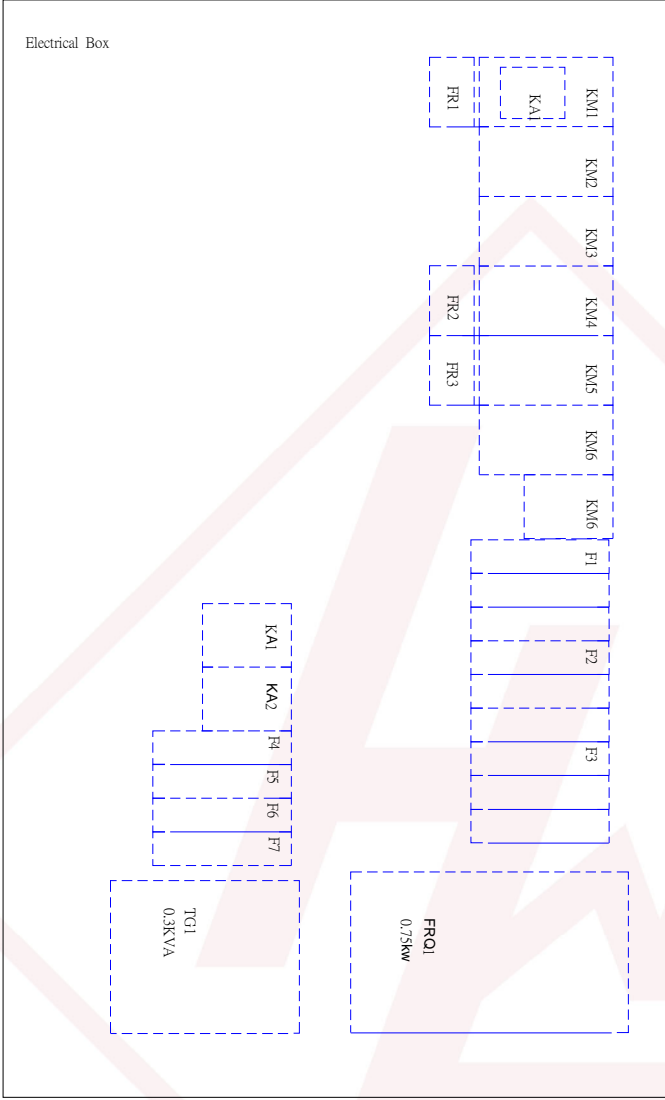 Electrical Box
KM1
KA1
FR1
KM2
KM3
KM4
FR2
KM5
FR3
KM6
KM6
F1
F2
F3
KA1
KA2
F4
F5
F6
F7
TG1
0.3KVA
FRQ1
0.75kw